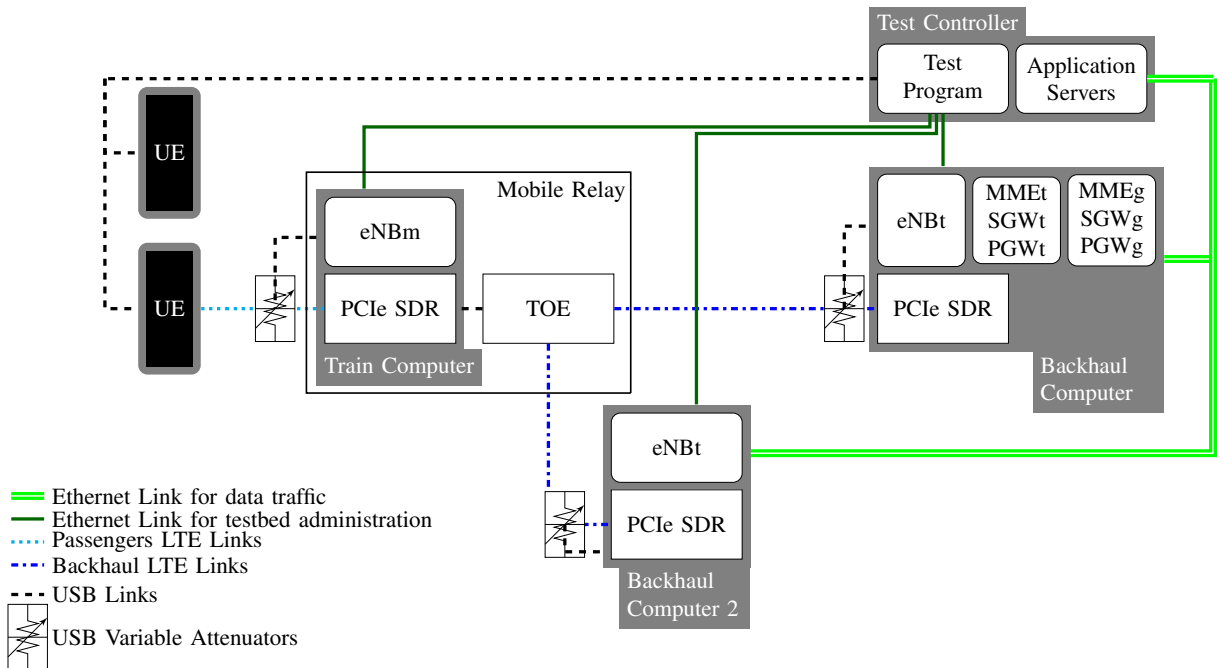 Test Controller
Test
Program
Application
Servers
UE
Mobile Relay
eNBm
eNBt
MMEt
SGWt
PGWt
MMEg
SGWg
PGWg
UE
PCIe SDR
TOE
PCIe SDR
Train Computer
Backhaul
Computer
eNBt
PCIe SDR
Backhaul
Computer 2
Ethernet Link for data traffic
Ethernet Link for testbed administration
Passengers LTE Links
Backhaul LTE Links
USB Links
USB Variable Attenuators